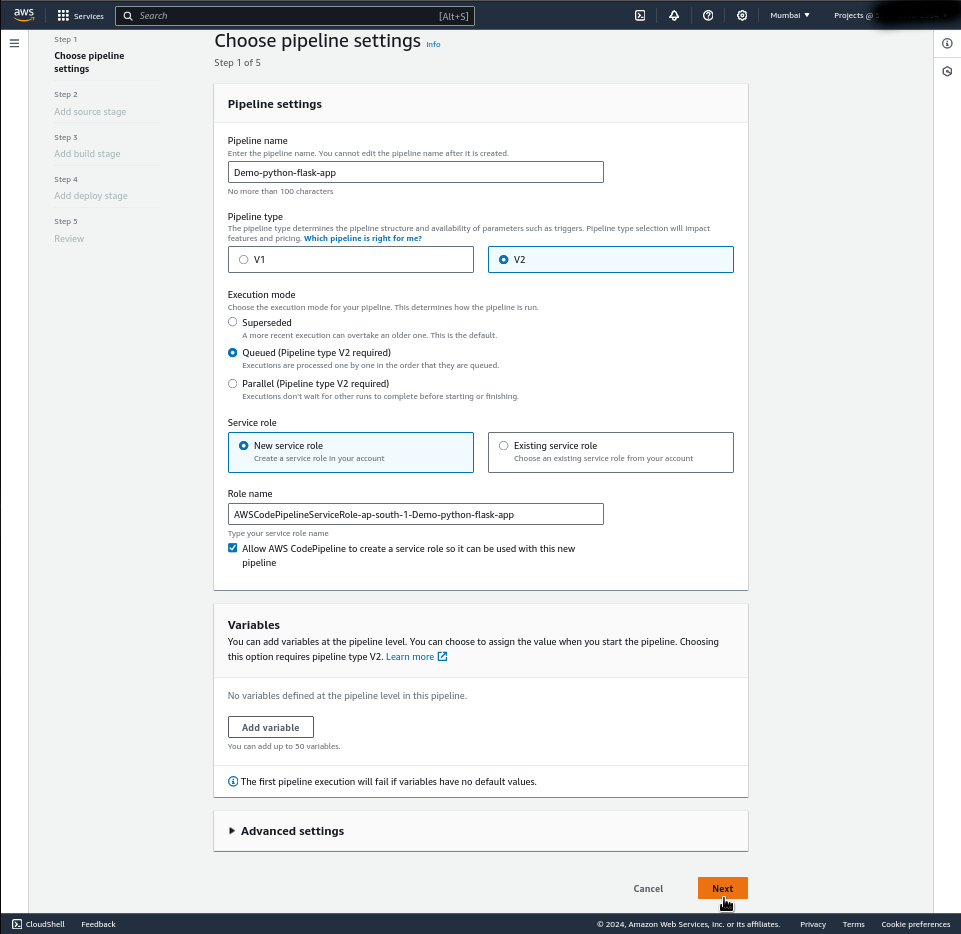 aws
Services
Search
[Alt+S]
Mumbai
Projects @
Step 1
Choose pipeline
settings
Step 2
Add source stage
Step 3
Add build stage
Step 4
Add deploy stage
Step 5
Review
Choose pipeline settings Info
Step 1 of 5
Pipeline settings
Pipeline name
Enter the pipeline name. You cannot edit the pipeline name after it is created.
Demo-python-flask-app
No more than 100 characters
Pipeline type
The pipeline type determines the pipeline structure and availability of parameters such as triggers. Pipeline type selection will impact
features and pricing. Which pipeline is right for me?
V1
V2
Execution mode
Choose the execution mode for your pipeline. This determines how the pipeline is run.
Superseded
A more recent execution can overtake an older one. This is the default.
Queued (Pipeline type V2 required)
Executions are processed one by one in the order that they are queued.
Parallel (Pipeline type V2 required)
Executions don't wait for other runs to complete before starting or finishing.
Service role
New service role
Create a service role in your account
Existing service role
Choose an existing service role from your account
Role name
AWSCodePipelineServiceRole-ap-south-1-Demo-python-flask-app
Type your service role name
Allow AWS CodePipeline to create a service role so it can be used with this new
pipeline
Variables
You can add variables at the pipeline level. You can choose to assign the value when you start the pipeline. Choosing
this option requires pipeline type V2. Learn more
No variables defined at the pipeline level in this pipeline.
Add variable
You can add up to 50 variables.
The first pipeline execution will fail if variables have no default values.
Advanced settings
Cancel
Next
CloudShell
Feedback
© 2024, Amazon Web Services, Inc. or its affiliates.
Privacy
Terms
Cookie preferences